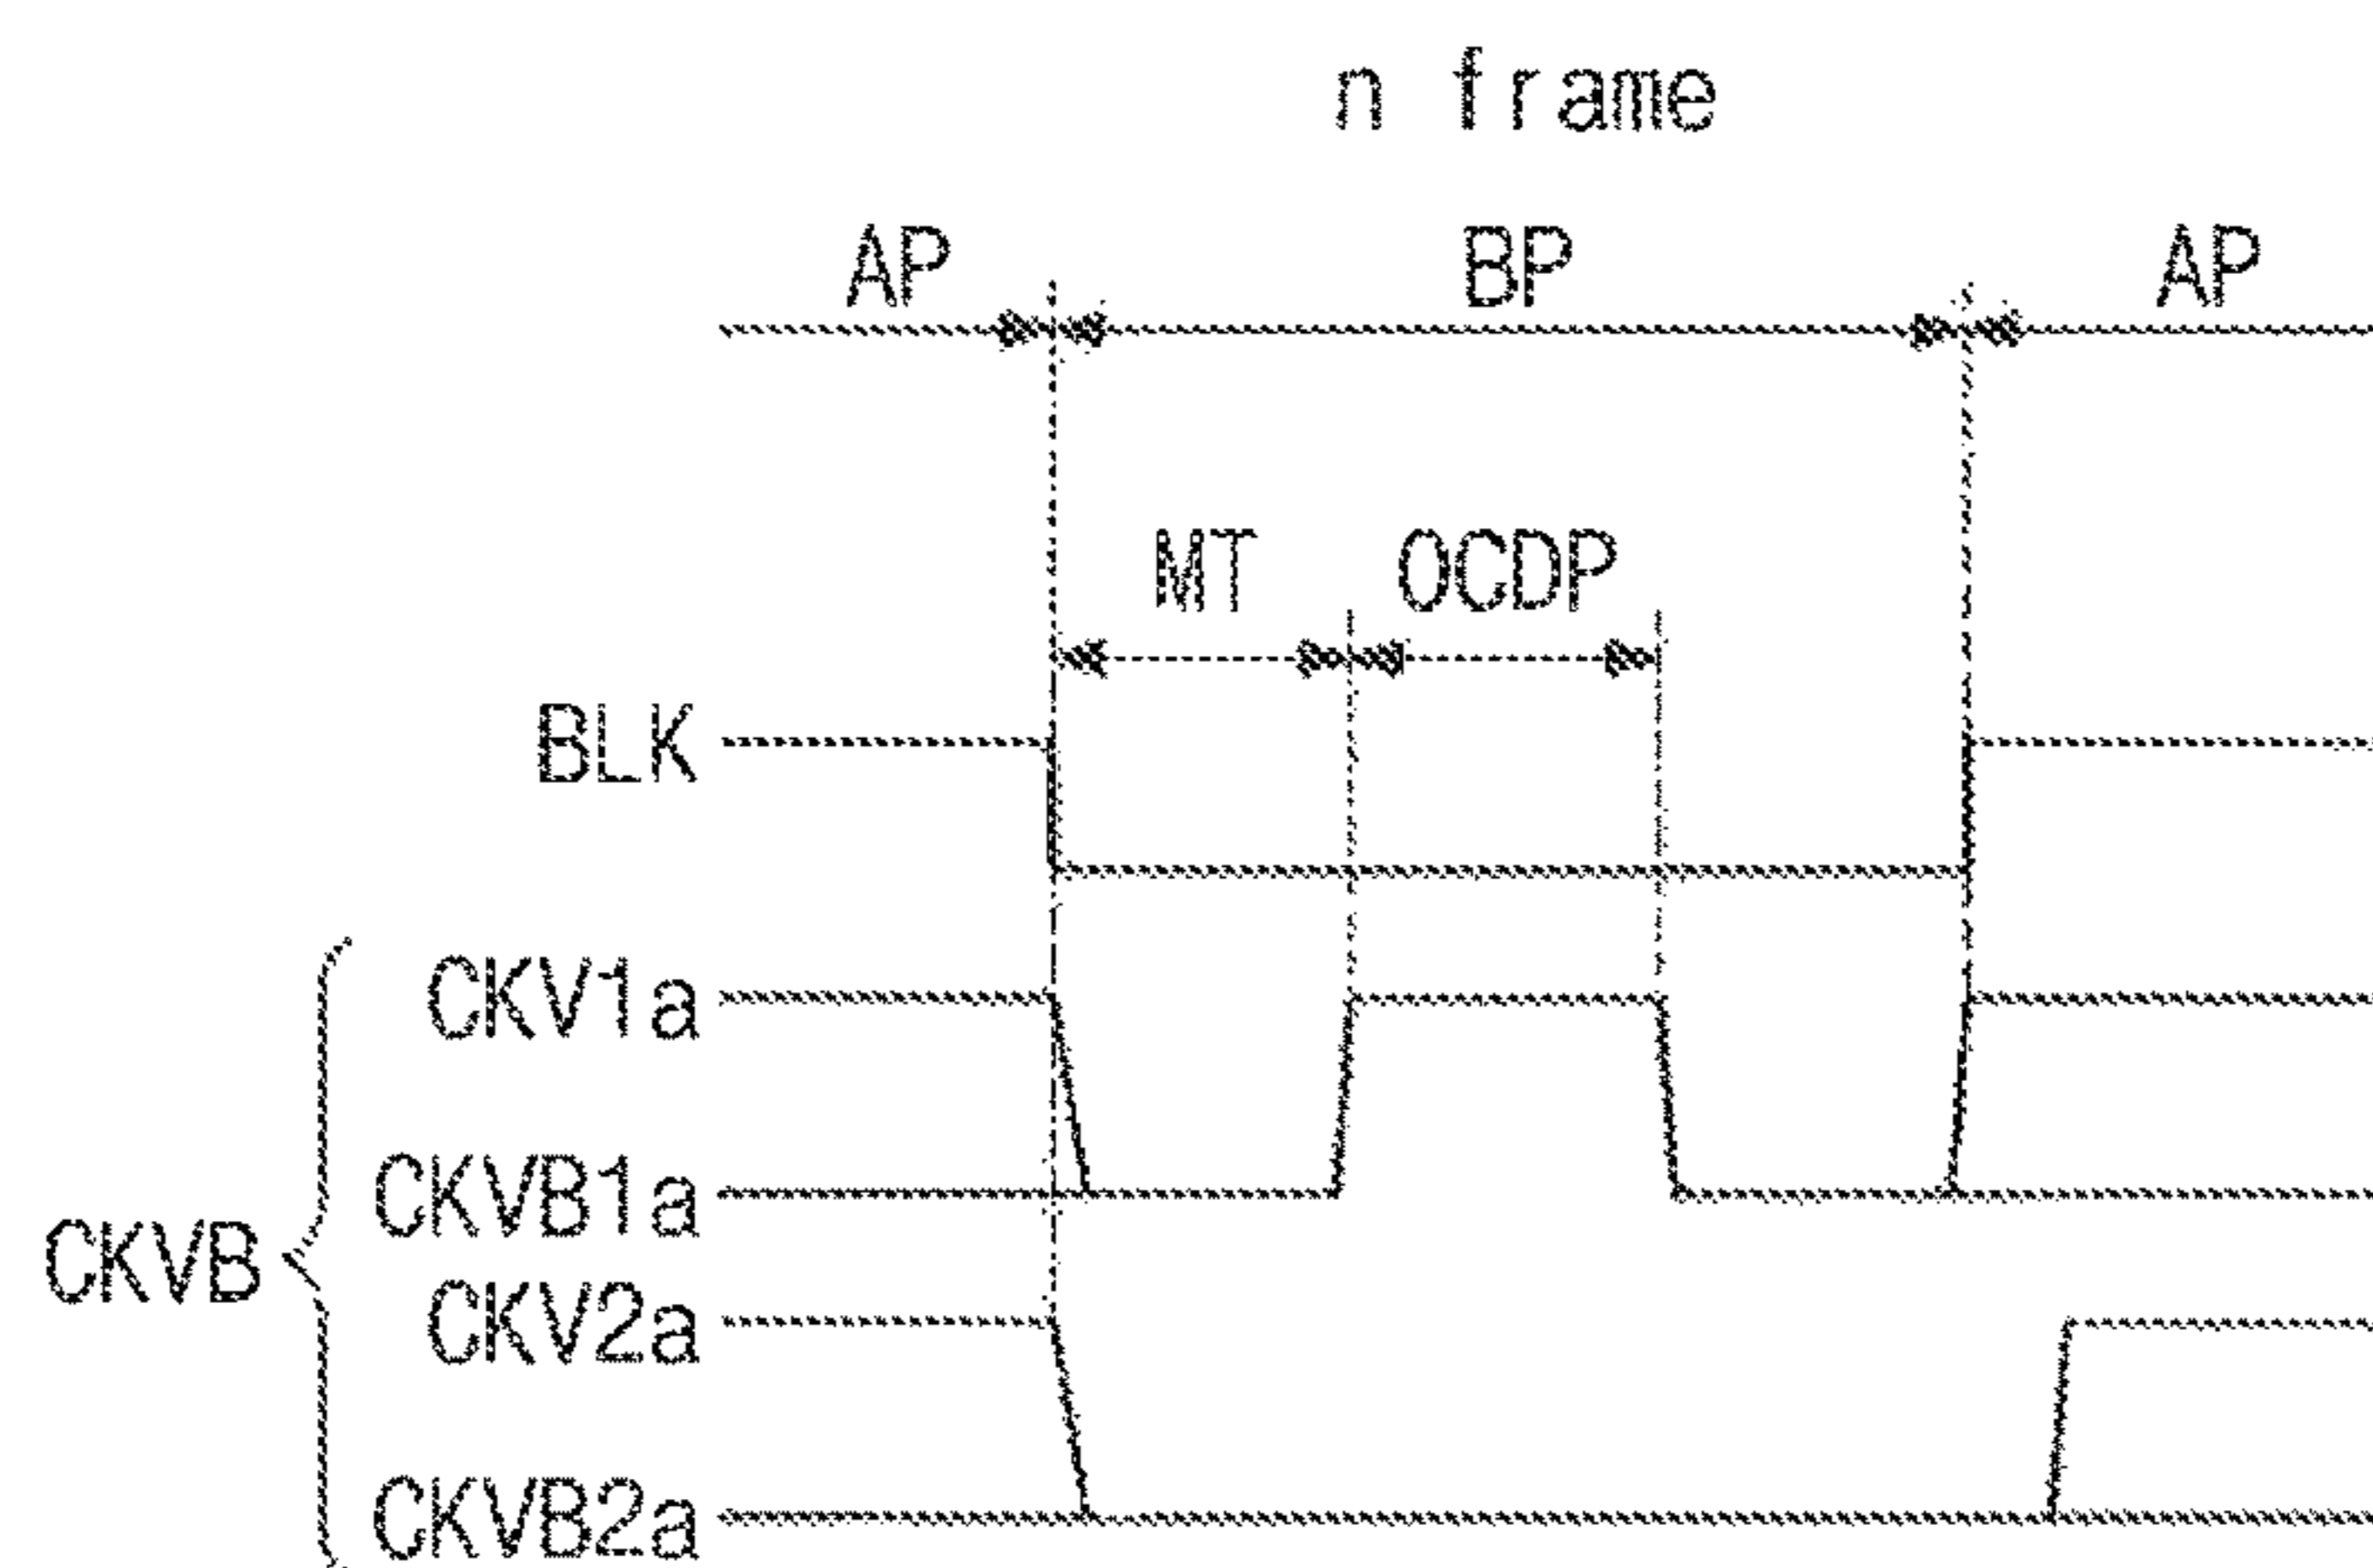 n frame
AP BP AP
MT OCDP
BLK
CKV1a
CKVB1a
CKVB
CKV2a
CKVB2a